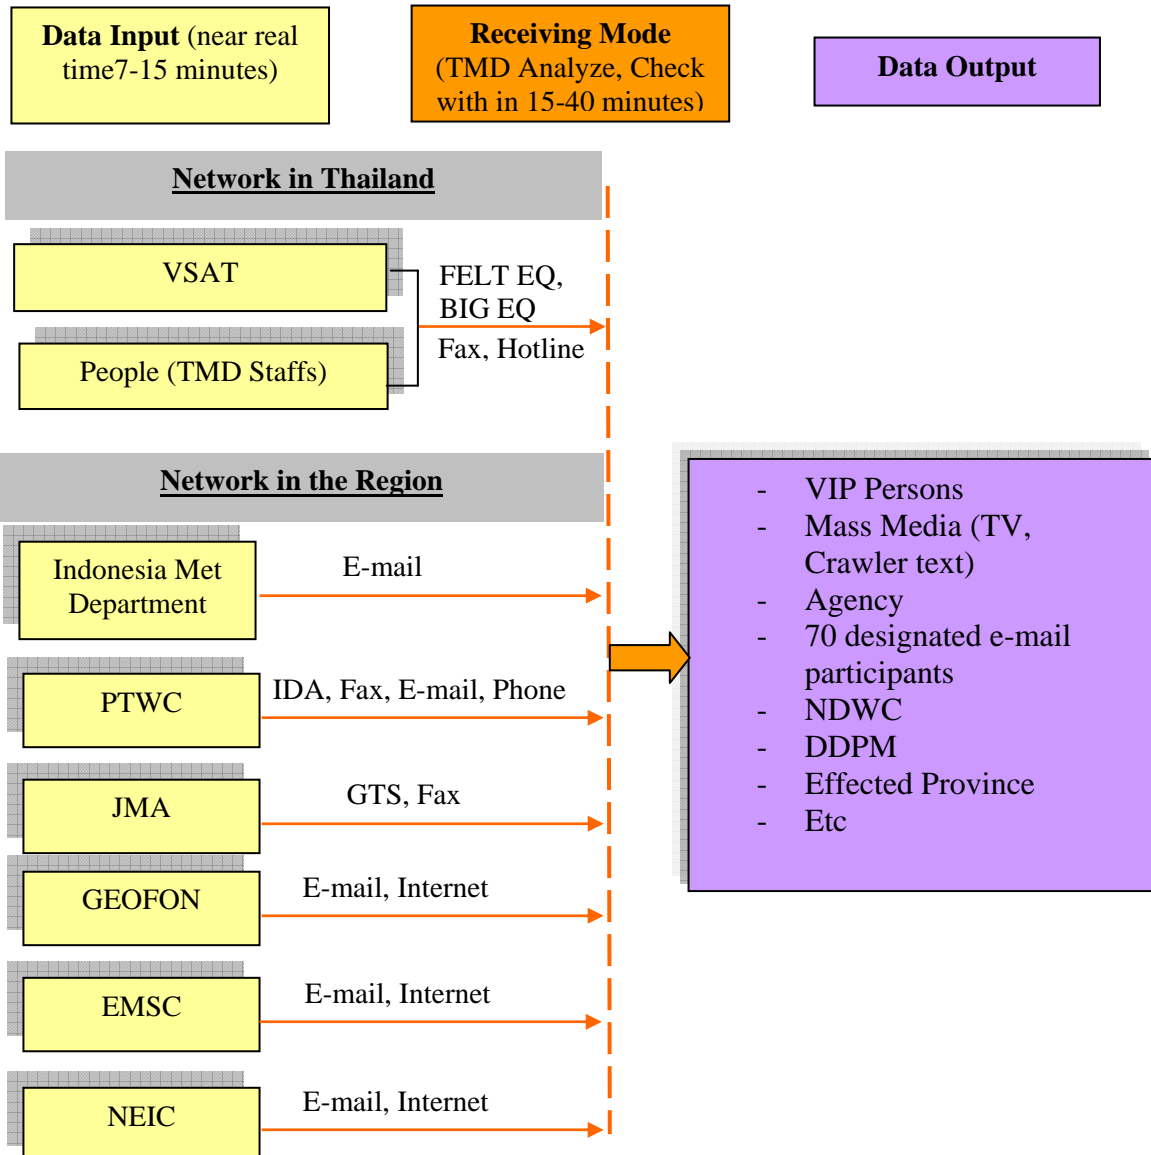 Data Input (near real
time7-15 minutes)
Receiving Mode
(TMD Analyze, Check
with in 15-40 minutes)
Data Output
Network in Thailand
VSAT
People (TMD Staffs)
FELT EQ,
BIG EQ
Fax, Hotline
Network in the Region
Indonesia Met
Department
E-mail
PTWC
IDA, Fax, E-mail, Phone
JMA
GTS, Fax
GEOFON
E-mail, Internet
EMSC
E-mail, Internet
NEIC
E-mail, Internet
- VIP Persons
- Mass Media (TV,
Crawler text)
- Agency
- 70 designated e-mail
participants
- NDWC
- DDPM
- Effected Province
- Etc